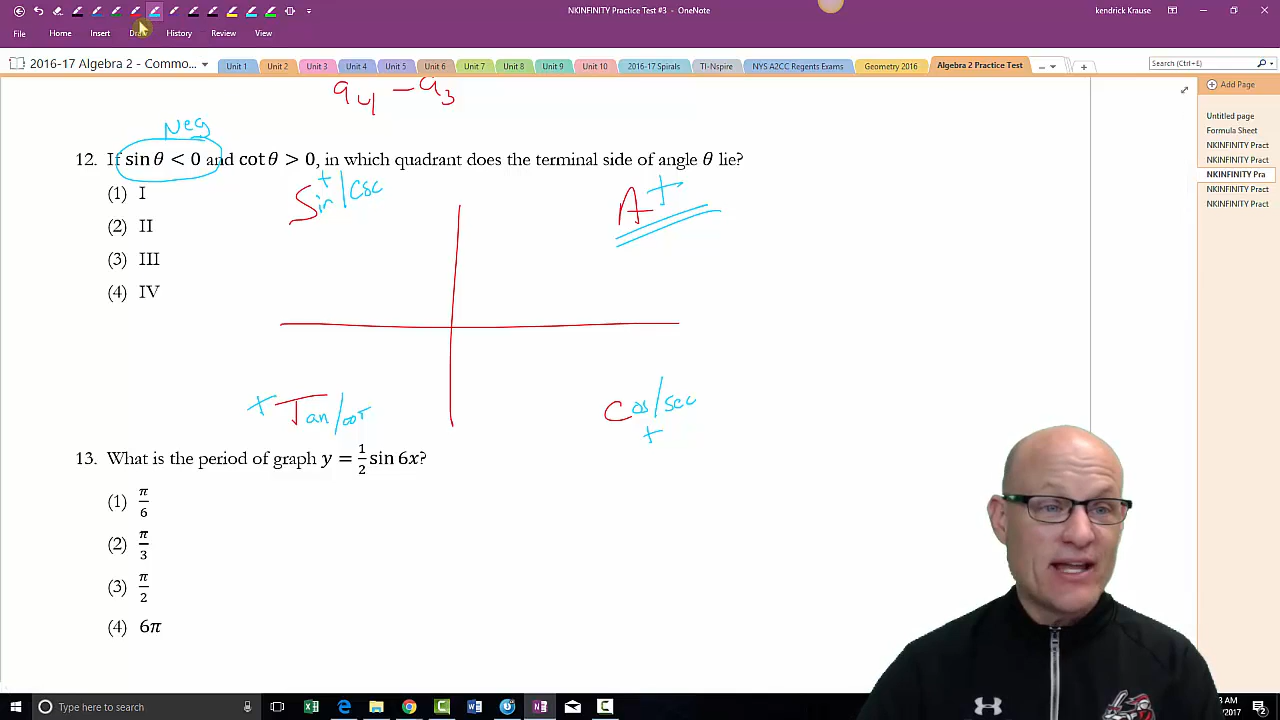 NKINFINITY Practice Test #3 - OneNote
kendrick Krause
File Home Insert Draw History Review View
2016-17 Algebra 2 - Commo...
Unit 1 Unit 2 Unit 3 Unit 4 Unit 5 Unit 6 Unit 7 Unit 8 Unit 9 Unit 10 2016-17 Spirals TI-Nspire NYS A2CC Regents Exams Geometry 2016 Algebra 2 Practice Test
Search (Ctrl+E)
Add Page
Untitled page
Formula Sheet
NKINFINITY Pract
NKINFINITY Pract
NKINFINITY Pra
NKINFINITY Pract
NKINFINITY Pract
a4 - a3
Neg
12. If sin θ < 0 and cot θ > 0, in which quadrant does the terminal side of angle θ lie?
(1) I
(2) II
(3) III
(4) IV
+
Sin/csc
A +
+ Tan/cot
Cos/sec
+
13. What is the period of graph y = 1/2 sin 6x?
(1) π/6
(2) π/3
(3) π/2
(4) 6π
Type here to search
/2017